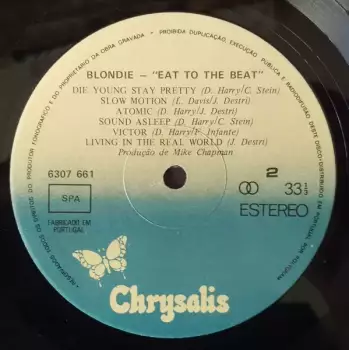 BLONDIE — "EAT TO THE BEAT"
DIE YOUNG STAY PRETTY (D. Harry/C. Stein)
SLOW MOTION (L. Davis/J. Destri)
ATOMIC (D. Harry/J. Destri)
SOUND ASLEEP (D. Harry/C. Stein)
VICTOR (D. Harry/F. Infante)
LIVING IN THE REAL WORLD (J. Destri)
Produção de Mike Chapman
6307 661
SPA
FABRICADO EM
PORTUGAL
2
33 1/3
ESTEREO
Chrysalis
DO PRODUTOR FONOGRÁFICO E DO PROPRIETÁRIO DA OBRA GRAVADA • PROIBIDA DUPLICAÇÃO, EXECUÇÃO PÚBLICA E RADIODIFUSÃO DESTE DISCO